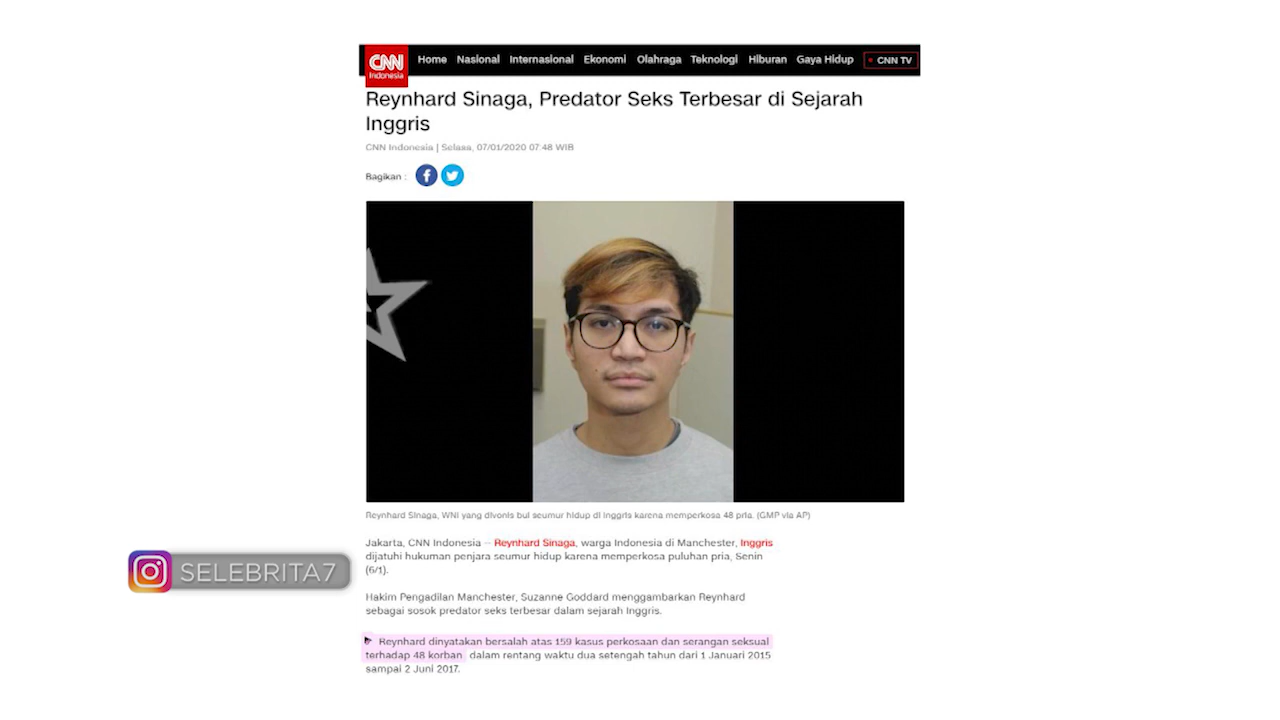 CNN
Indonesia
Home Nasional Internasional Ekonomi Olahraga Teknologi Hiburan Gaya Hidup CNN TV
Reynhard Sinaga, Predator Seks Terbesar di Sejarah
Inggris
CNN Indonesia | Selasa, 07/01/2020 07:48 WIB
Bagikan :
Reynhard Sinaga, WNI yang divonis bui seumur hidup di Inggris karena memperkosa 48 pria. (GMP via AP)
Jakarta, CNN Indonesia -- Reynhard Sinaga, warga Indonesia di Manchester, Inggris
dijatuhi hukuman penjara seumur hidup karena memperkosa puluhan pria, Senin
(6/1).
SELEBRITA7
Hakim Pengadilan Manchester, Suzanne Goddard menggambarkan Reynhard
sebagai sosok predator seks terbesar dalam sejarah Inggris.
Reynhard dinyatakan bersalah atas 159 kasus perkosaan dan serangan seksual
terhadap 48 korban dalam rentang waktu dua setengah tahun dari 1 Januari 2015
sampai 2 Juni 2017.